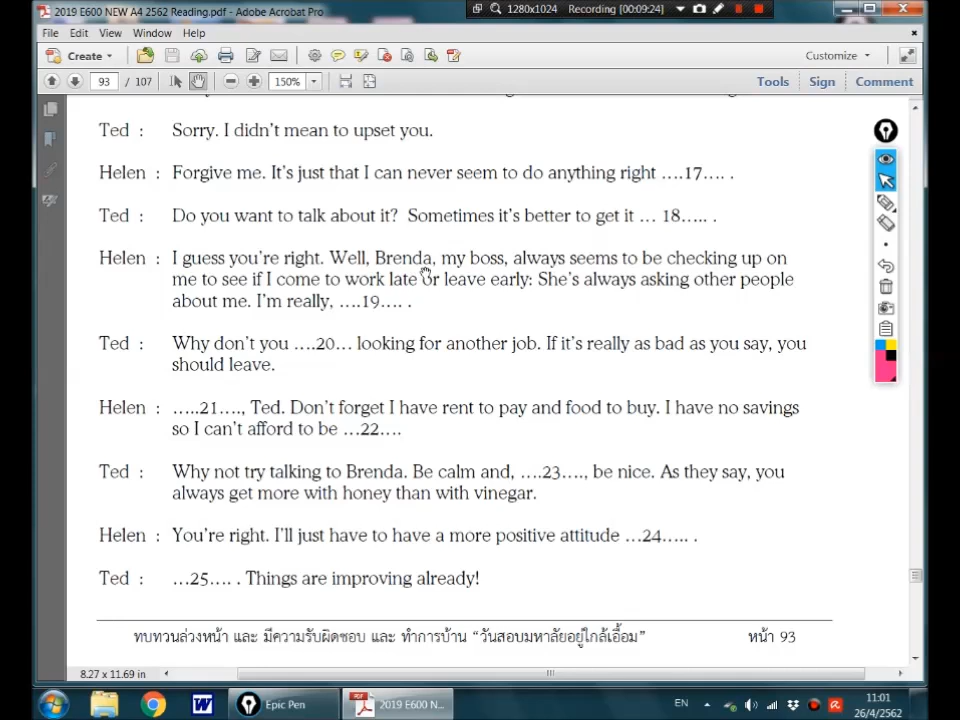 2019 E600 NEW A4 2562 Reading.pdf - Adobe Acrobat Pro
1280x1024 Recording [00:09:24]
File Edit View Window Help
Create Customize
93 / 107 150% Tools Sign Comment
Ted : Sorry. I didn't mean to upset you.
Helen : Forgive me. It's just that I can never seem to do anything right ….17…. .
Ted : Do you want to talk about it? Sometimes it's better to get it … 18….. .
Helen : I guess you're right. Well, Brenda, my boss, always seems to be checking up on
me to see if I come to work late or leave early: She's always asking other people
about me. I'm really, ….19…. .
Ted : Why don't you ….20… looking for another job. If it's really as bad as you say, you
should leave.
Helen : …..21…., Ted. Don't forget I have rent to pay and food to buy. I have no savings
so I can't afford to be …22….
Ted : Why not try talking to Brenda. Be calm and, ….23…., be nice. As they say, you
always get more with honey than with vinegar.
Helen : You're right. I'll just have to have a more positive attitude …24….. .
Ted : …25…. . Things are improving already!
ทบทวนล่วงหน้า และ มีความรับผิดชอบ และ ทำการบ้าน "วันสอบมหาลัยอยู่ใกล้เอื้อม" หน้า 93
8.27 x 11.69 in
Epic Pen 2019 E600 N... EN 11:01
26/4/2562